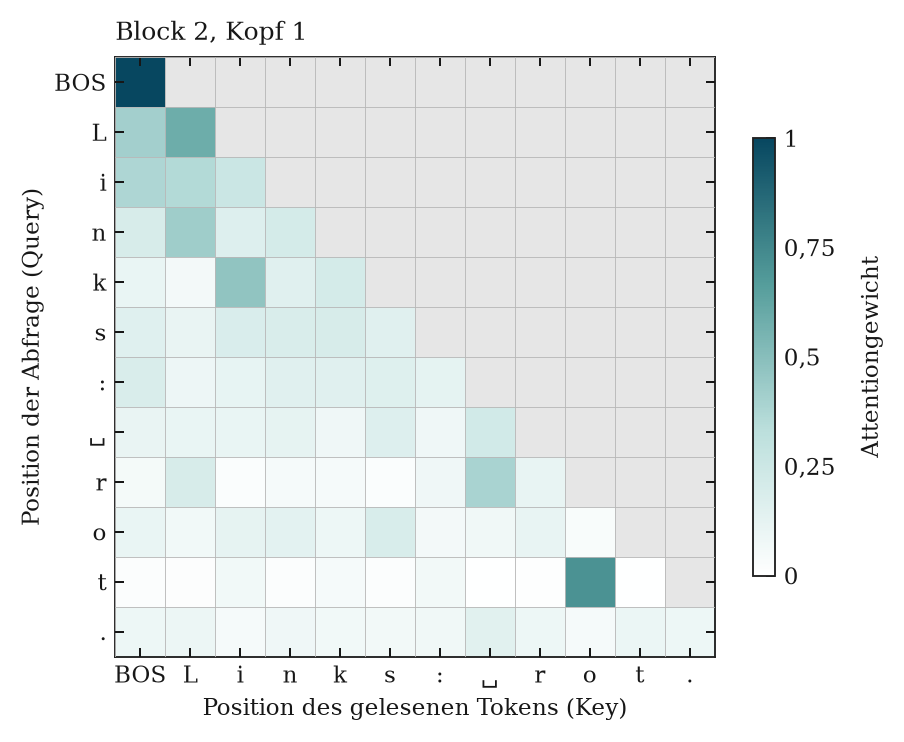 Block 2, Kopf 1
Position der Abfrage (Query)
BOS
L
i
n
k
s
:
␣
r
o
t
.
BOS L i n k s : ␣ r o t .
Position des gelesenen Tokens (Key)
1
0,75
0,5
0,25
0
Attentiongewicht